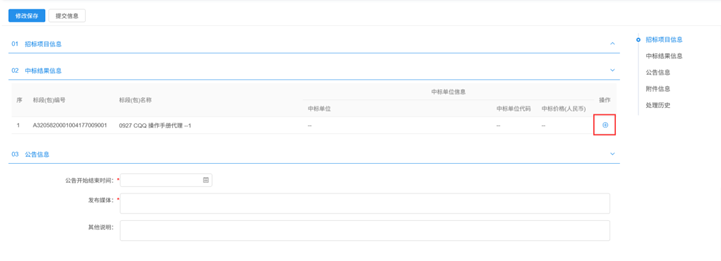 修改保存 提交信息
01 招标项目信息
02 中标结果信息
序 标段(包)编号 标段(包)名称 中标单位信息 操作
中标单位 中标单位代码 中标价格(人民币)
1 A3205820001004177009001 0927 CQQ 操作手册代理 --1 -- -- --
03 公告信息
公告开始结束时间: *
发布媒体: *
其他说明:
招标项目信息
中标结果信息
公告信息
附件信息
处理历史